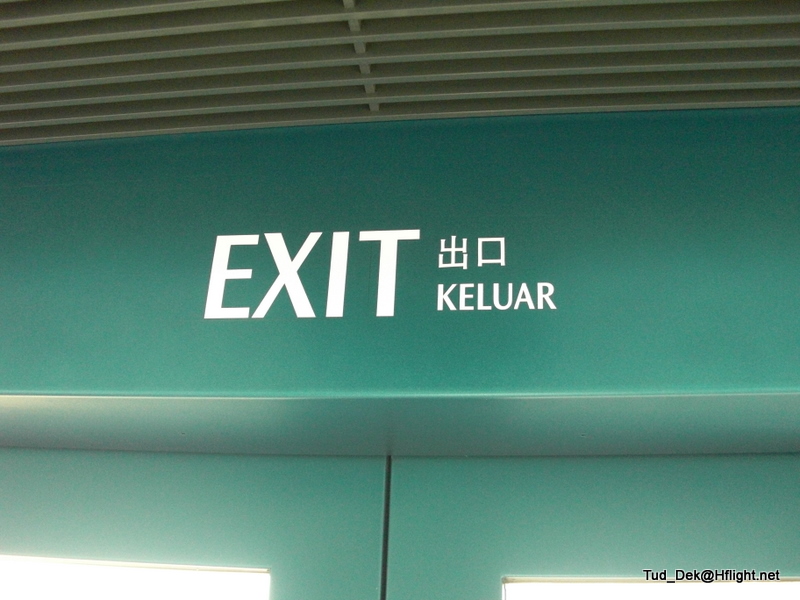 EXIT
出口
KELUAR
Tud_Dek@Hflight.net